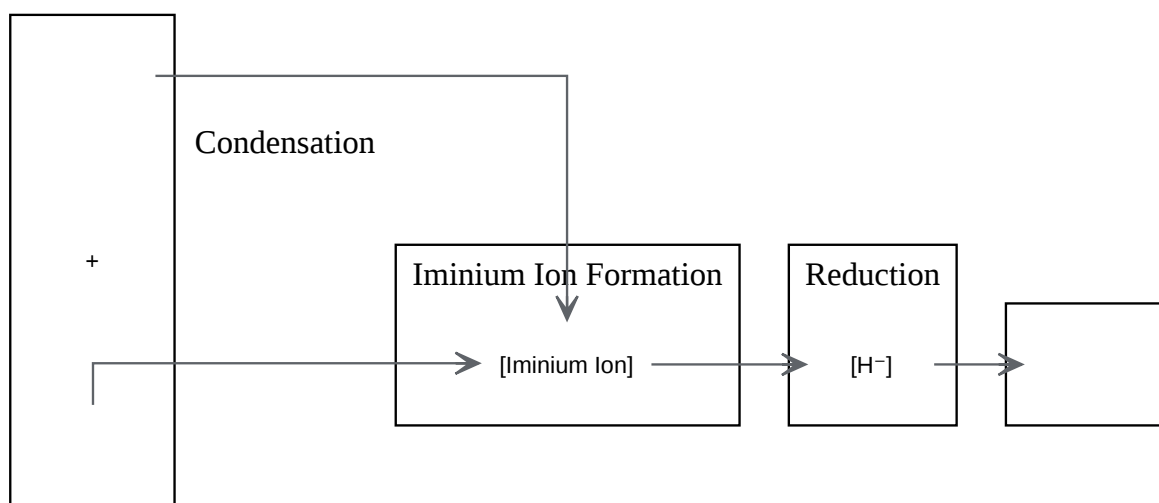 Condensation
+
Iminium Ion Formation
Reduction
[Iminium Ion]
[H⁻]